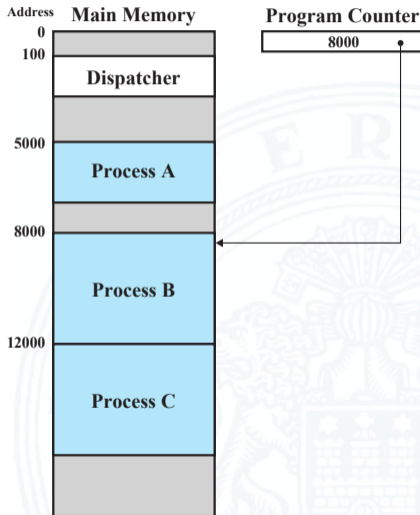 Address Main Memory Program Counter
0
8000
100
Dispatcher
5000
Process A
8000
Process B
12000
Process C